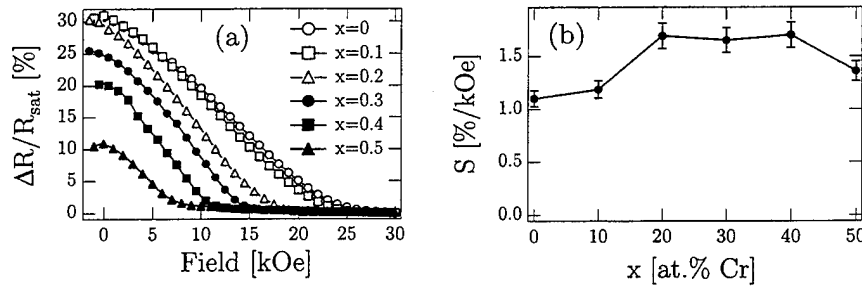 (a)
x=0
x=0.1
x=0.2
x=0.3
x=0.4
x=0.5
ΔR/R_sat [%]
30
25
20
15
10
5
0
0 5 10 15 20 25 30
Field [kOe]
(b)
S [%/kOe]
1.5
1.0
0.5
0.0
0 10 20 30 40 50
x [at.% Cr]